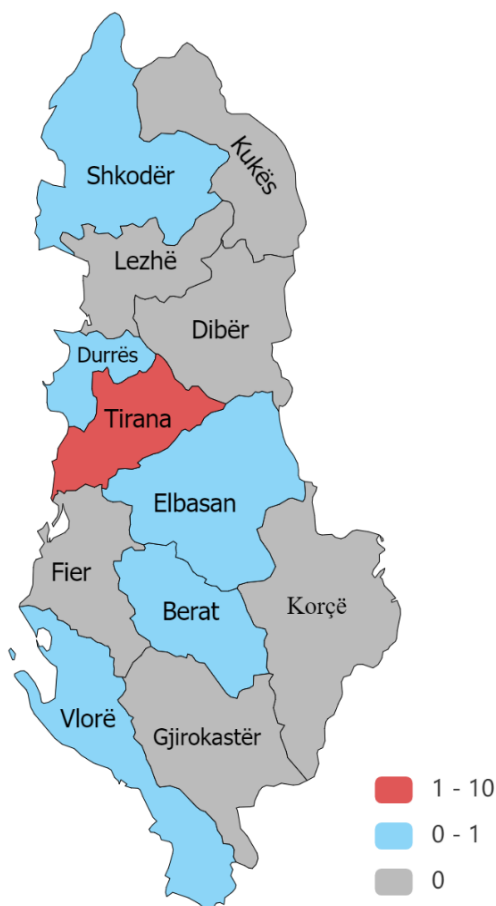 Shkodër
Kukës
Lezhë
Dibër
Durrës
Tirana
Elbasan
Fier
Berat
Korçë
Vlorë
Gjirokastër
1 - 10
0 - 1
0